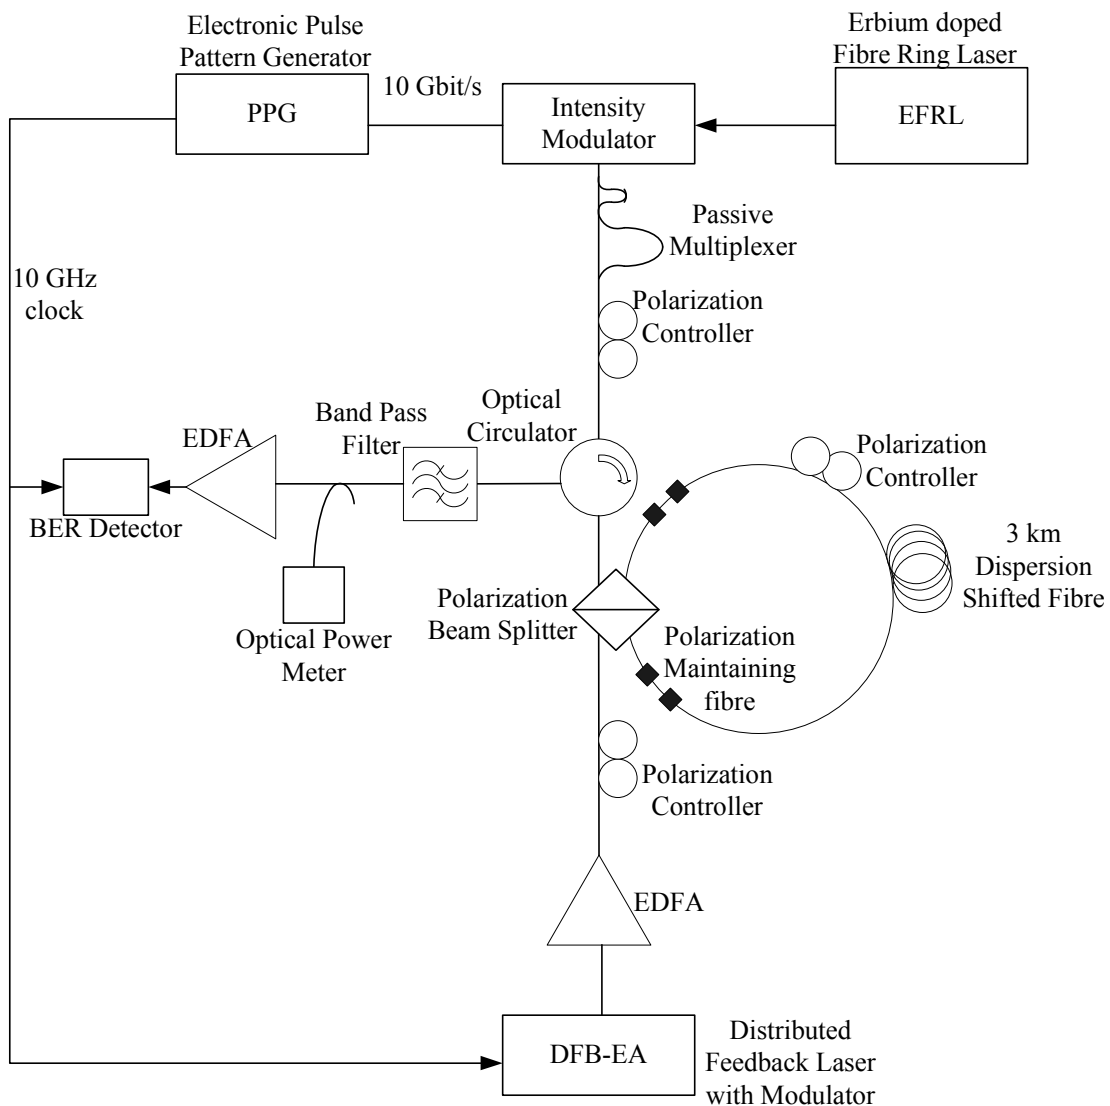 Electronic Pulse
Pattern Generator
PPG
10 Gbit/s
Intensity
Modulator
Erbium doped
Fibre Ring Laser
EFRL
Passive
Multiplexer
10 GHz
clock
Polarization
Controller
Optical
Circulator
Band Pass
Filter
EDFA
BER Detector
Optical Power
Meter
Polarization
Controller
3 km
Dispersion
Shifted Fibre
Polarization
Beam Splitter
Polarization
Maintaining
fibre
Polarization
Controller
EDFA
DFB-EA
Distributed
Feedback Laser
with Modulator